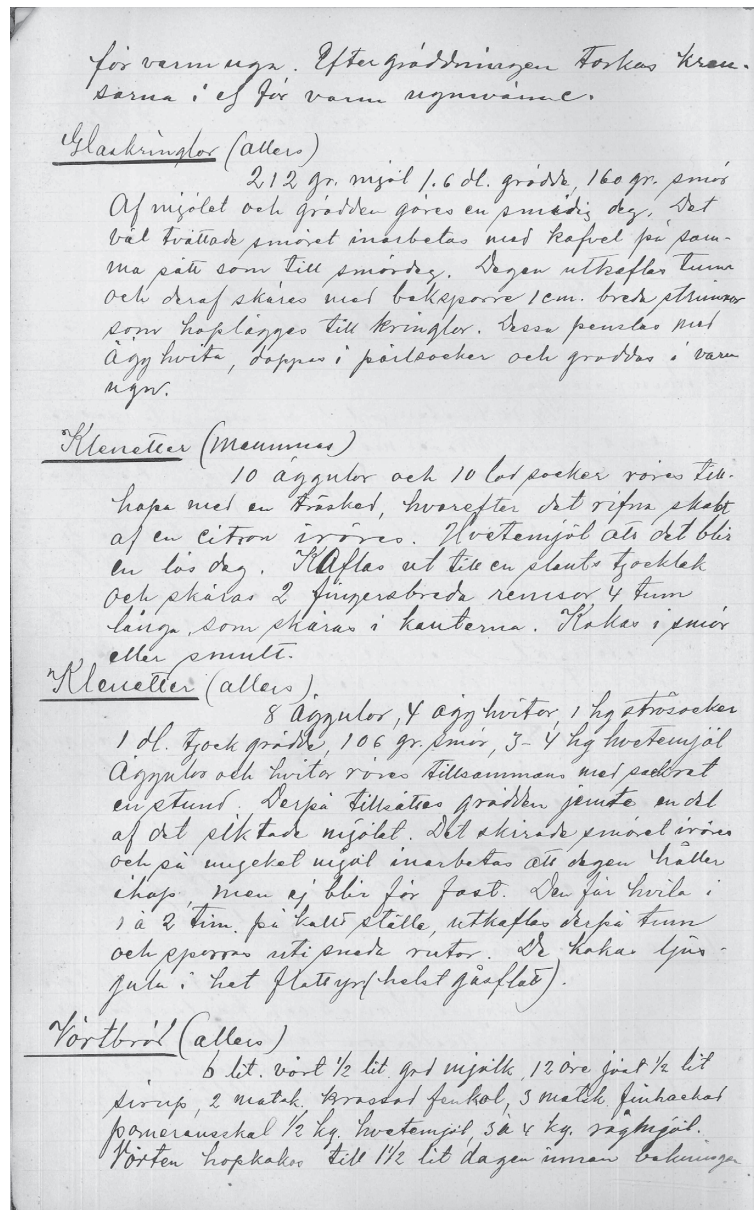 för varm ugn. Efter gräddningen torkas kran-
sarna i ej för varm ugnsvärme.
Glaskringlor (allers)
212 gr. mjöl 1.6 dl. grädde, 160 gr. smör
Af mjölet och grädden göres en smidig deg. Det
väl tvättade smöret inarbetas med kafvel på sam-
ma sätt som till smördeg. Degen utkaflas tunn
och deraf skäres med baksporre 1 cm. breda strimmor
som hoplägges till kringlor. Dessa penslas med
ägghvita, doppas i pärlsocker och gräddas i varm
ugn.
Klenetter (Mammas)
10 äggulor och 10 lod socker röres till-
hopa med en träsked, hvarefter det rifna skalet
af en citron iröres. Hvetemjöl att det blir
en lös deg. Kaflas ut till en slants tjocklek
och skäras 2 fingersbreda remsor 4 tum
långa, som skäras i kanterna. Kokas i smör
eller smult.
Klenetter (allers)
8 äggulor, 4 ägghvitor, 1 hg strösocker
1 dl. tjock grädde, 106 gr. smör, 3-4 hg hvetemjöl
Äggulor och hvitor röres tillsammans med sockret
en stund. Derpå tillsättes grädden jemte en del
af det siktade mjölet. Det skirade smöret iröres
och så mycket mjöl inarbetas att degen håller
ihop, men ej blir för fast. Den får hvila i
1 à 2 tim. på kallt ställe, utkaflas derpå tunn
och sporras uti sneda rutor. De kokas ljus-
gula i het flottyr (helst gåsflott).
Vörtbröd (allers)
6 lit. vört 1/2 lit. god mjölk, 12 öre jäst 1/2 lit
sirup, 2 matsk. krossad fenkol, 3 matsk. finhackad
pomeransskal 1/2 kg. hvetemjöl, 3 à 4 kg. rågmjöl.
Vörten hopkokas till 1 1/2 lit dagen innan bakningen